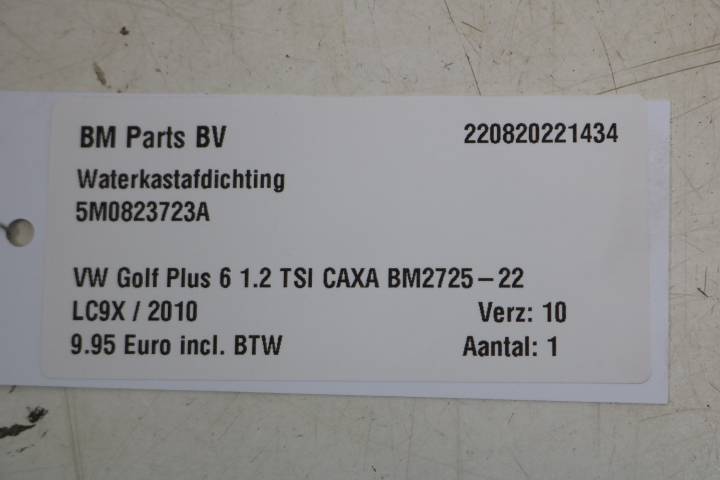 BM Parts BV 220820221434
Waterkastafdichting
5M0823723A
VW Golf Plus 6 1.2 TSI CAXA BM2725-22
LC9X / 2010 Verz: 10
9.95 Euro incl. BTW Aantal: 1